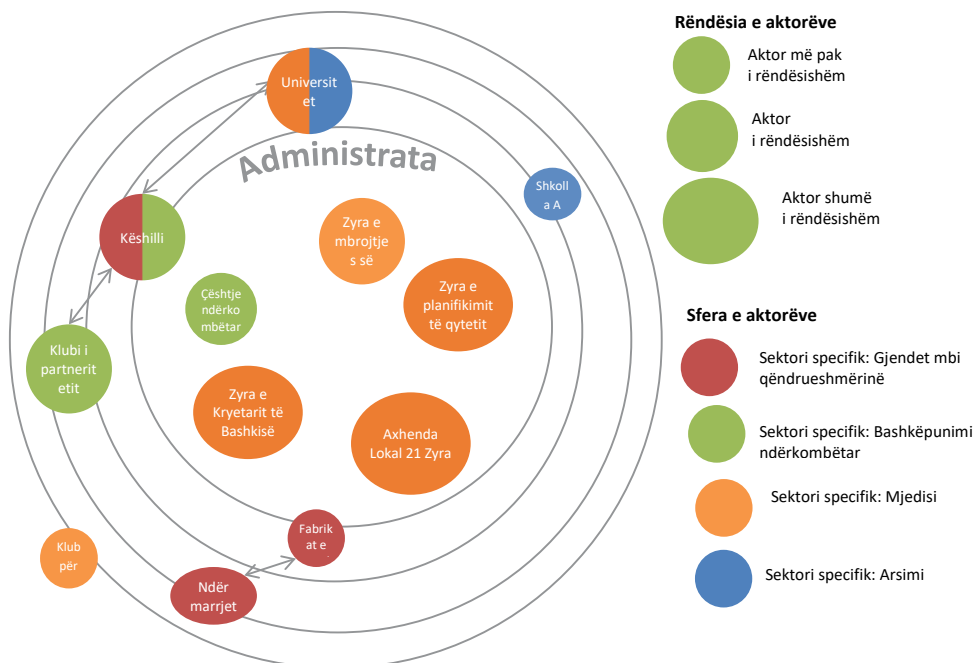 Universit
et
Administrata
Shkoll
a A
Këshilli
Zyra e
mbrojtje
s së
Zyra e
planifikimit
të qytetit
Çështje
ndërko
mbëtar
Klubi i
partnerit
etit
Zyra e
Kryetarit të
Bashkisë
Axhenda
Lokal 21 Zyra
Fabrik
at e
Klub
për
Ndër
marrjet
Rëndësia e aktorëve
Aktor më pak
i rëndësishëm
Aktor
i rëndësishëm
Aktor shumë
i rëndësishëm
Sfera e aktorëve
Sektori specifik: Gjendet mbi
qëndrueshmërinë
Sektori specifik: Bashkëpunimi
ndërkombëtar
Sektori specifik: Mjedisi
Sektori specifik: Arsimi